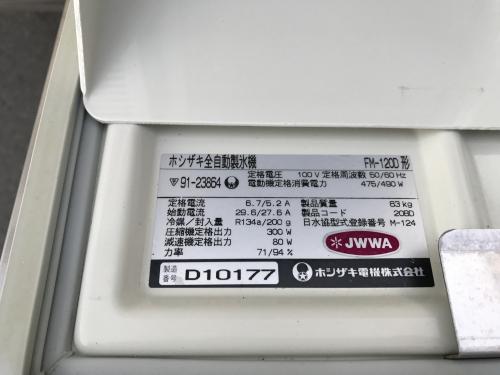 ホシザキ全自動製氷機 FM-120D 形
▽91-23854 定格電圧 100V 定格周波数 50/60 Hz
電動機定格消費電力 475/490 W
定格電流 6.7/5.2 A 製品質量 63 kg
始動電流 29.6/27.6 A 製品コード 208D
冷媒/封入量 R134a/200 g 日水協型式登録番号 M-124
圧縮機定格出力 300 W
減速機定格出力 80 W
力率 71/94 %
JWWA
製造番号 D10177 ホシザキ電機株式会社